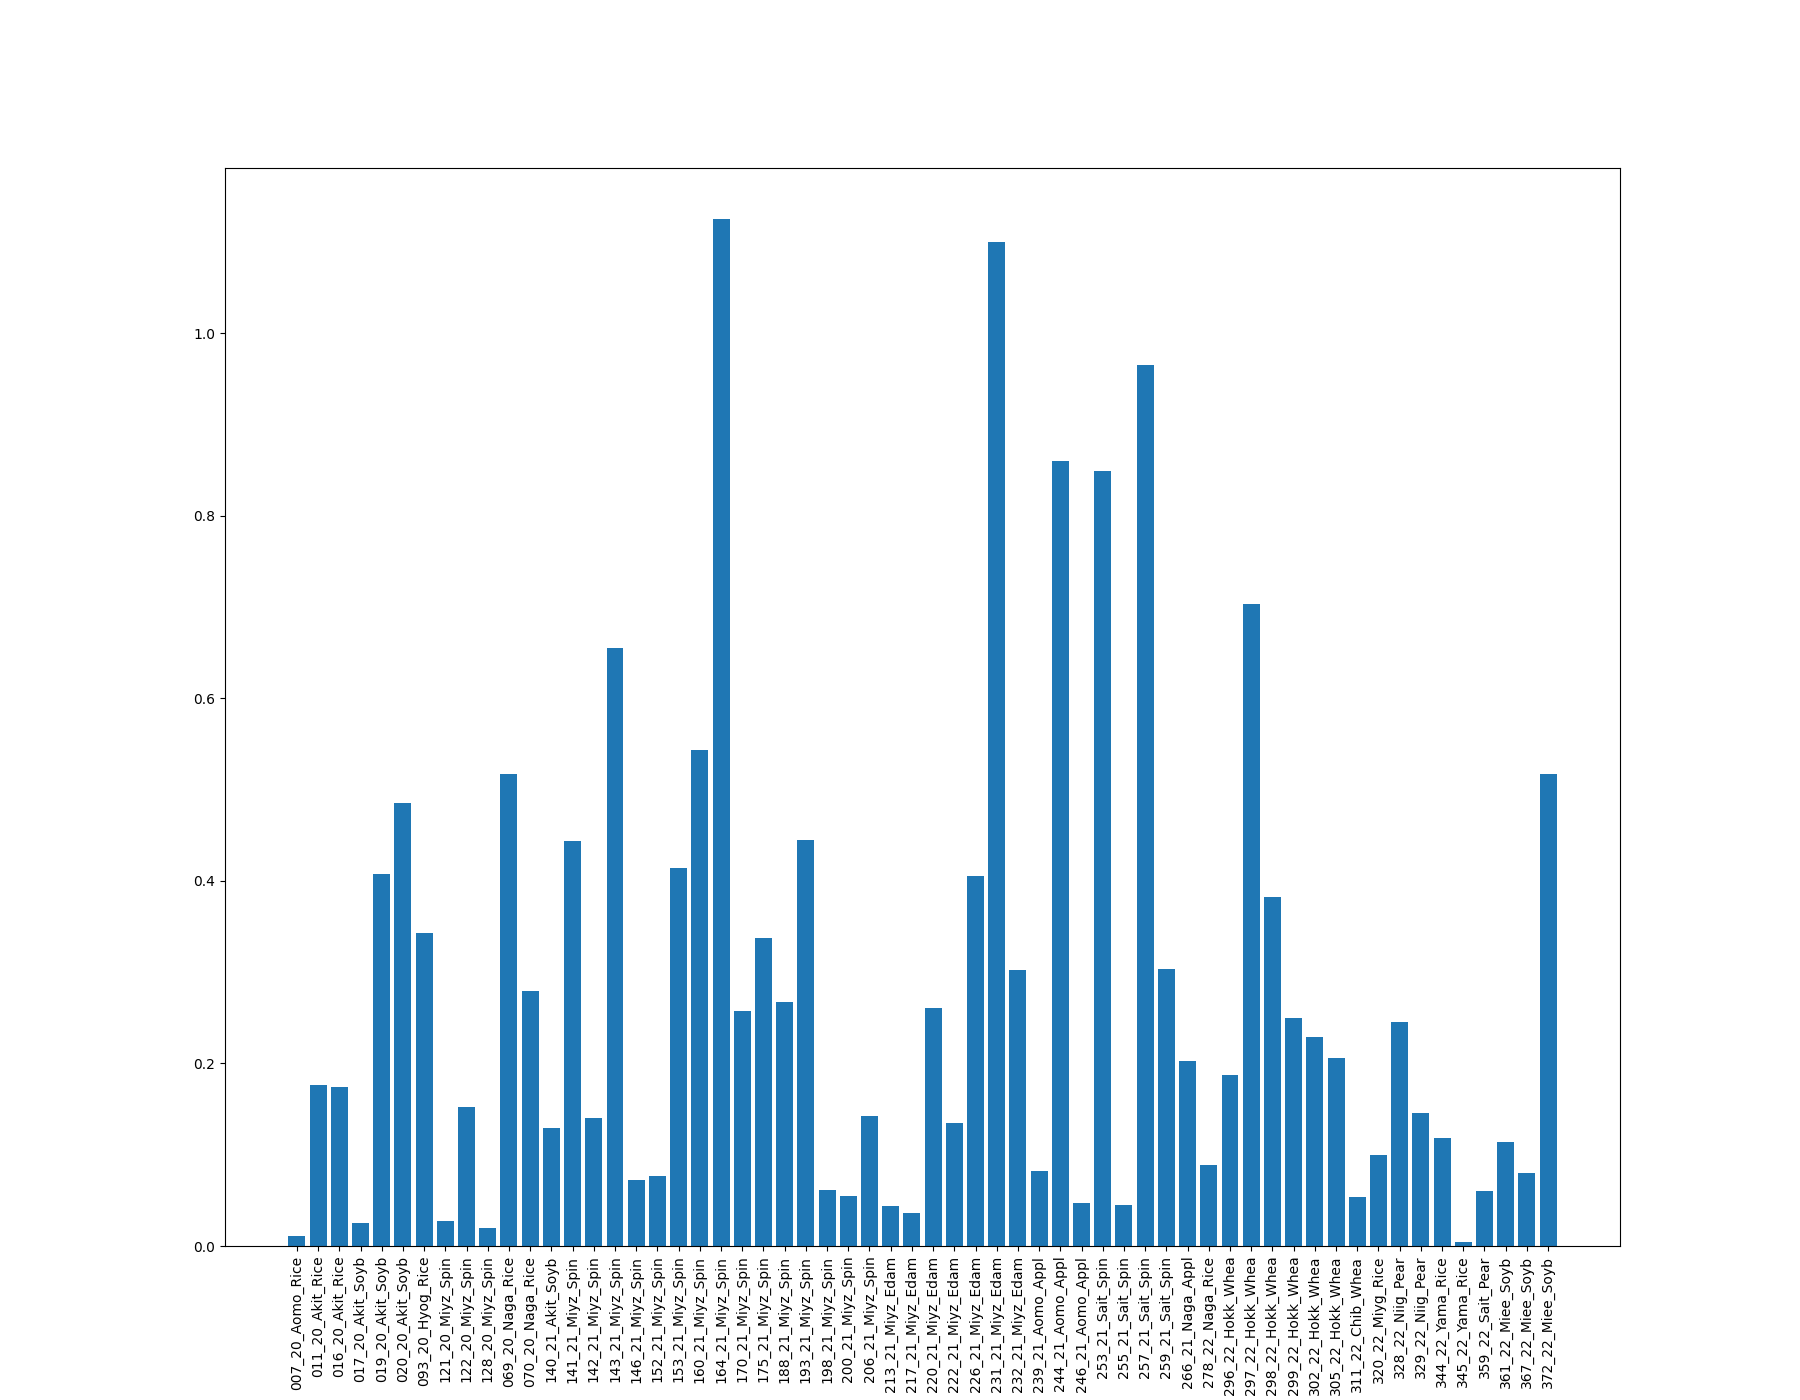 1.0
0.8
0.6
0.4
0.2
0.0
007_20_Aomo_Rice
011_20_Akit_Rice
016_20_Akit_Rice
017_20_Akit_Soyb
019_20_Akit_Soyb
020_20_Akit_Soyb
093_20_Hyog_Rice
121_20_Miyz_Spin
122_20_Miyz_Spin
128_20_Miyz_Spin
069_20_Naga_Rice
070_20_Naga_Rice
140_21_Akit_Soyb
141_21_Miyz_Spin
142_21_Miyz_Spin
143_21_Miyz_Spin
146_21_Miyz_Spin
152_21_Miyz_Spin
153_21_Miyz_Spin
160_21_Miyz_Spin
164_21_Miyz_Spin
170_21_Miyz_Spin
175_21_Miyz_Spin
188_21_Miyz_Spin
193_21_Miyz_Spin
198_21_Miyz_Spin
200_21_Miyz_Spin
206_21_Miyz_Spin
213_21_Miyz_Edam
217_21_Miyz_Edam
220_21_Miyz_Edam
222_21_Miyz_Edam
226_21_Miyz_Edam
231_21_Miyz_Edam
232_21_Miyz_Edam
239_21_Aomo_Appl
244_21_Aomo_Appl
246_21_Aomo_Appl
253_21_Sait_Spin
255_21_Sait_Spin
257_21_Sait_Spin
259_21_Sait_Spin
266_21_Naga_Appl
278_22_Naga_Rice
296_22_Hokk_Whea
297_22_Hokk_Whea
298_22_Hokk_Whea
299_22_Hokk_Whea
302_22_Hokk_Whea
305_22_Hokk_Whea
311_22_Chib_Whea
320_22_Miyg_Rice
328_22_Niig_Pear
329_22_Niig_Pear
344_22_Yama_Rice
345_22_Yama_Rice
359_22_Sait_Pear
361_22_Miee_Soyb
367_22_Miee_Soyb
372_22_Miee_Soyb